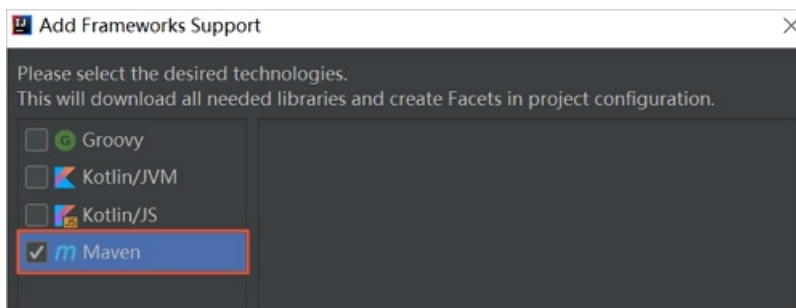 Add Frameworks Support
Please select the desired technologies.
This will download all needed libraries and create Facets in project configuration.
Groovy
Kotlin/JVM
Kotlin/JS
Maven